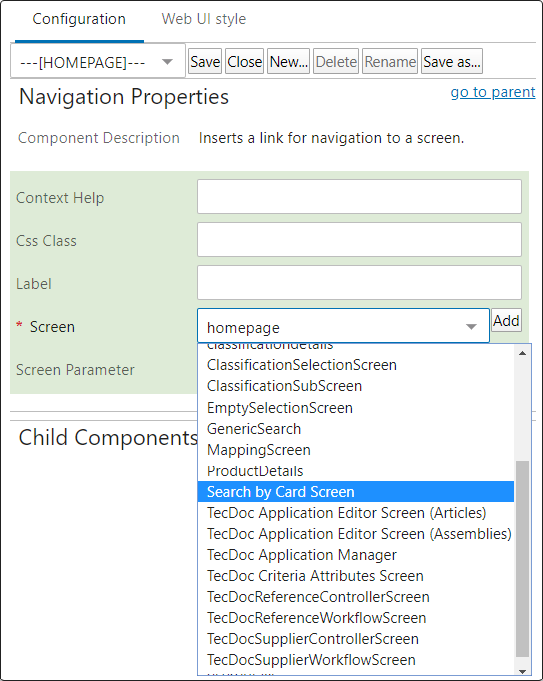 Configuration Web UI style
---[HOMEPAGE]--- Save Close New... Delete Rename Save as...
Navigation Properties go to parent
Component Description Inserts a link for navigation to a screen.
Context Help
Css Class
Label
* Screen homepage Add
classificationdetails
Screen Parameter
ClassificationSelectionScreen
ClassificationSubScreen
EmptySelectionScreen
GenericSearch
Child Components
MappingScreen
ProductDetails
Search by Card Screen
TecDoc Application Editor Screen (Articles)
TecDoc Application Editor Screen (Assemblies)
TecDoc Application Manager
TecDoc Criteria Attributes Screen
TecDocReferenceControllerScreen
TecDocReferenceWorkflowScreen
TecDocSupplierControllerScreen
TecDocSupplierWorkflowScreen